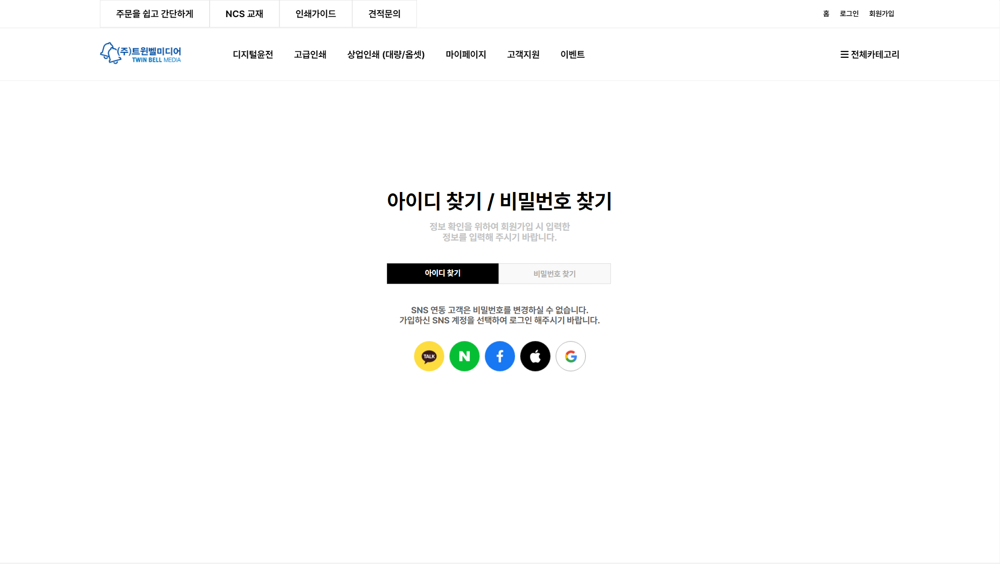 주문을 쉽고 간단하게
NCS 교재
인쇄가이드
견적문의
홈
로그인
회원가입
(주)트윈벨미디어
TWIN BELL MEDIA
디지털윤전
고급인쇄
상업인쇄 (대량/옵셋)
마이페이지
고객지원
이벤트
전체카테고리
아이디 찾기 / 비밀번호 찾기
정보 확인을 위하여 회원가입 시 입력한
정보를 입력해 주시기 바랍니다.
아이디 찾기
비밀번호 찾기
SNS 연동 고객은 비밀번호를 변경하실 수 없습니다.
가입하신 SNS 계정을 선택하여 로그인 해주시기 바랍니다.
TALK
N
f
G